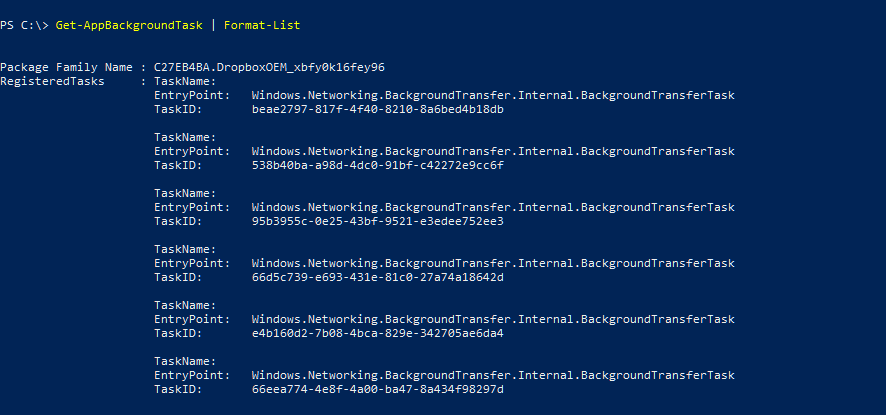 PS C:\> Get-AppBackgroundTask | Format-List
Package Family Name : C27EB4BA.DropboxOEM_xbfy0k16fey96
RegisteredTasks     : TaskName:
EntryPoint:   Windows.Networking.BackgroundTransfer.Internal.BackgroundTransferTask
TaskID:       beae2797-817f-4f40-8210-8a6bed4b18db
TaskName:
EntryPoint:   Windows.Networking.BackgroundTransfer.Internal.BackgroundTransferTask
TaskID:       538b40ba-a98d-4dc0-91bf-c42272e9cc6f
TaskName:
EntryPoint:   Windows.Networking.BackgroundTransfer.Internal.BackgroundTransferTask
TaskID:       95b3955c-0e25-43bf-9521-e3edee752ee3
TaskName:
EntryPoint:   Windows.Networking.BackgroundTransfer.Internal.BackgroundTransferTask
TaskID:       66d5c739-e693-431e-81c0-27a74a18642d
TaskName:
EntryPoint:   Windows.Networking.BackgroundTransfer.Internal.BackgroundTransferTask
TaskID:       e4b160d2-7b08-4bca-829e-342705ae6da4
TaskName:
EntryPoint:   Windows.Networking.BackgroundTransfer.Internal.BackgroundTransferTask
TaskID:       66eea774-4e8f-4a00-ba47-8a434f98297d